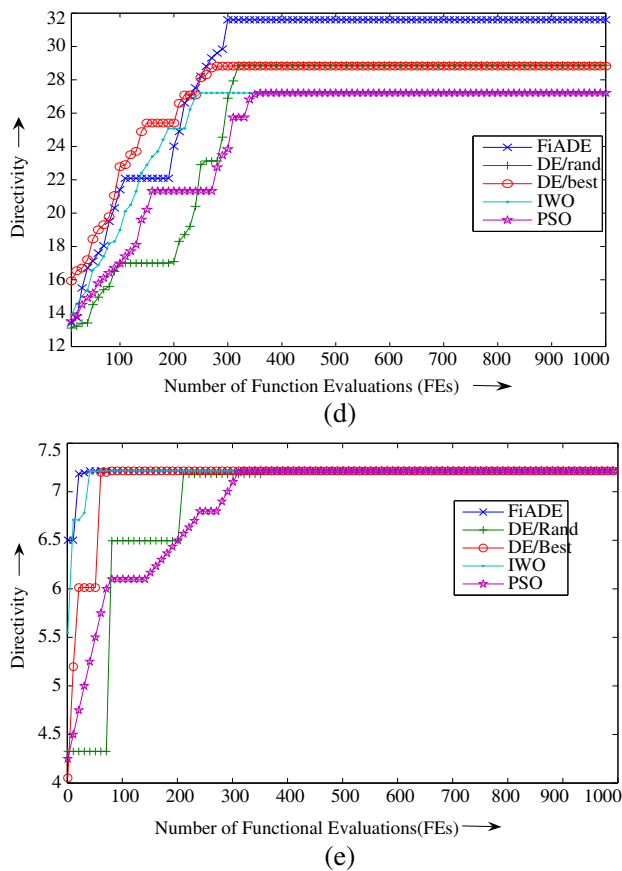 32
30
28
26
24
22
20
18
16
14
12
Directivity
FiADE
DE/rand
DE/best
IWO
PSO
100 200 300 400 500 600 700 800 900 1000
Number of Function Evaluations (FEs)
(d)
7.5
7
6.5
6
5.5
5
4.5
4
Directivity
FiADE
DE/Rand
DE/Best
IWO
PSO
0 100 200 300 400 500 600 700 800 900 1000
Number of Functional Evaluations(FEs)
(e)